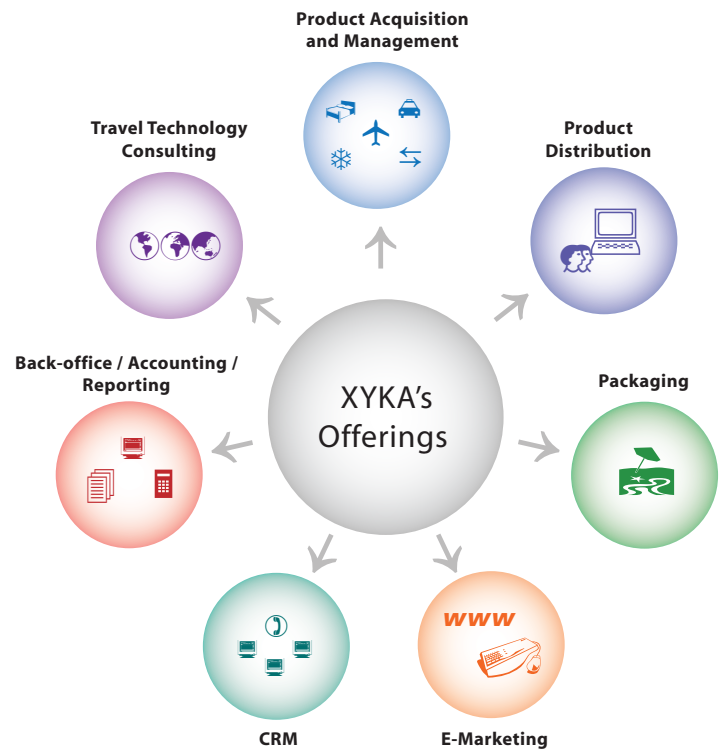 Product Acquisition
and Management
Travel Technology
Consulting
Product
Distribution
Back-office / Accounting /
Reporting
XYKA's
Offerings
Packaging
www
CRM
E-Marketing